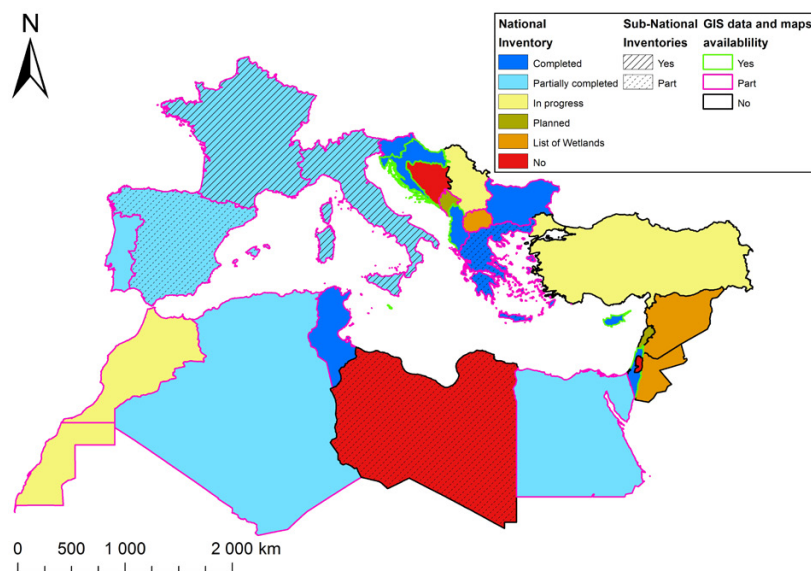 N
National Inventory
Completed
Partially completed
In progress
Planned
List of Wetlands
No
Sub-National Inventories
Yes
Part
GIS data and maps availablility
Yes
Part
No
0 500 1 000 2 000 km